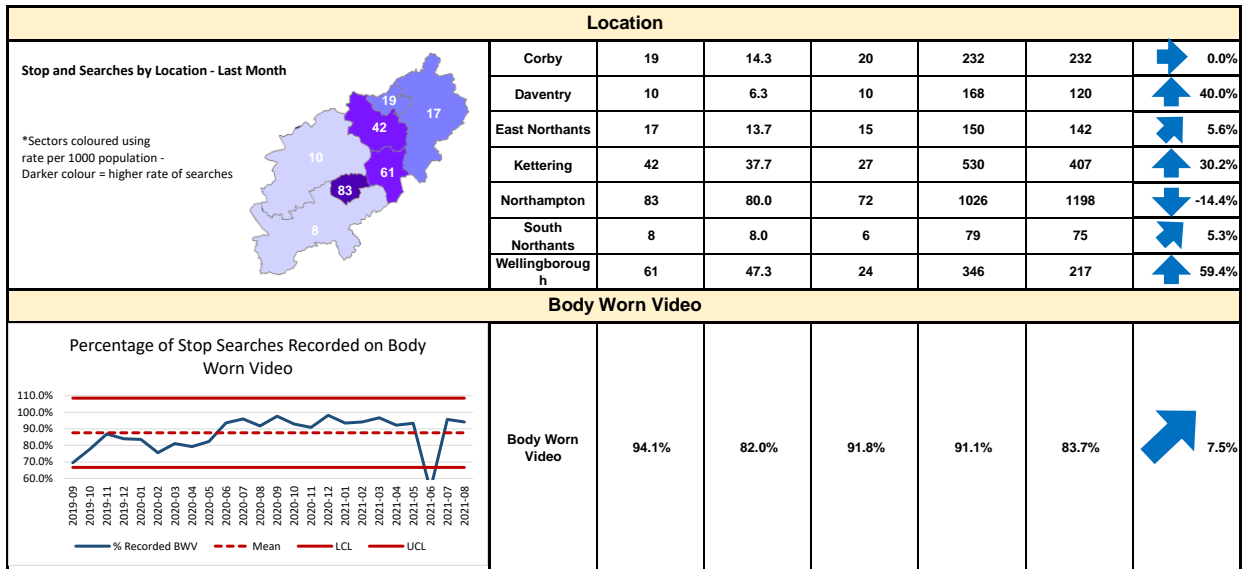 Location
Stop and Searches by Location - Last Month
*Sectors coloured using
rate per 1000 population -
Darker colour = higher rate of searches
19
17
42
10
61
83
8
Corby 19 14.3 20 232 232 0.0%
Daventry 10 6.3 10 168 120 40.0%
East Northants 17 13.7 15 150 142 5.6%
Kettering 42 37.7 27 530 407 30.2%
Northampton 83 80.0 72 1026 1198 -14.4%
South
Northants 8 8.0 6 79 75 5.3%
Wellingboroug
h 61 47.3 24 346 217 59.4%
Body Worn Video
Percentage of Stop Searches Recorded on Body
Worn Video
110.0%
100.0%
90.0%
80.0%
70.0%
60.0%
2019-09
2019-10
2019-11
2019-12
2020-01
2020-02
2020-03
2020-04
2020-05
2020-06
2020-07
2020-08
2020-09
2020-10
2020-11
2020-12
2021-01
2021-02
2021-03
2021-04
2021-05
2021-06
2021-07
2021-08
% Recorded BWV Mean LCL UCL
Body Worn
Video 94.1% 82.0% 91.8% 91.1% 83.7% 7.5%